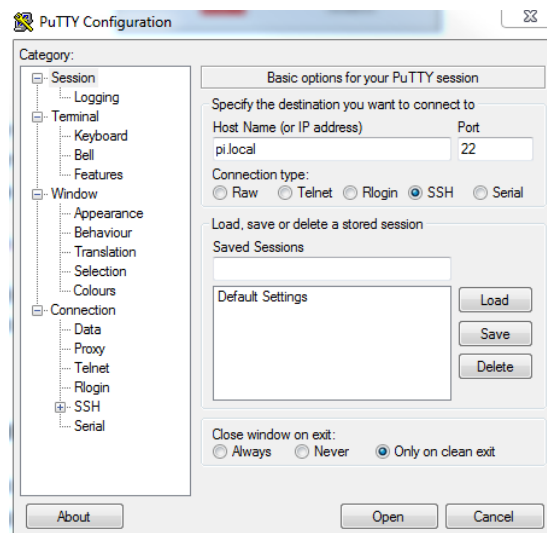 PuTTY Configuration
Category:
Session
Logging
Terminal
Keyboard
Bell
Features
Window
Appearance
Behaviour
Translation
Selection
Colours
Connection
Data
Proxy
Telnet
Rlogin
SSH
Serial
Basic options for your PuTTY session
Specify the destination you want to connect to
Host Name (or IP address) Port
pi.local 22
Connection type:
Raw Telnet Rlogin SSH Serial
Load, save or delete a stored session
Saved Sessions
Default Settings
Load
Save
Delete
Close window on exit:
Always Never Only on clean exit
About Open Cancel